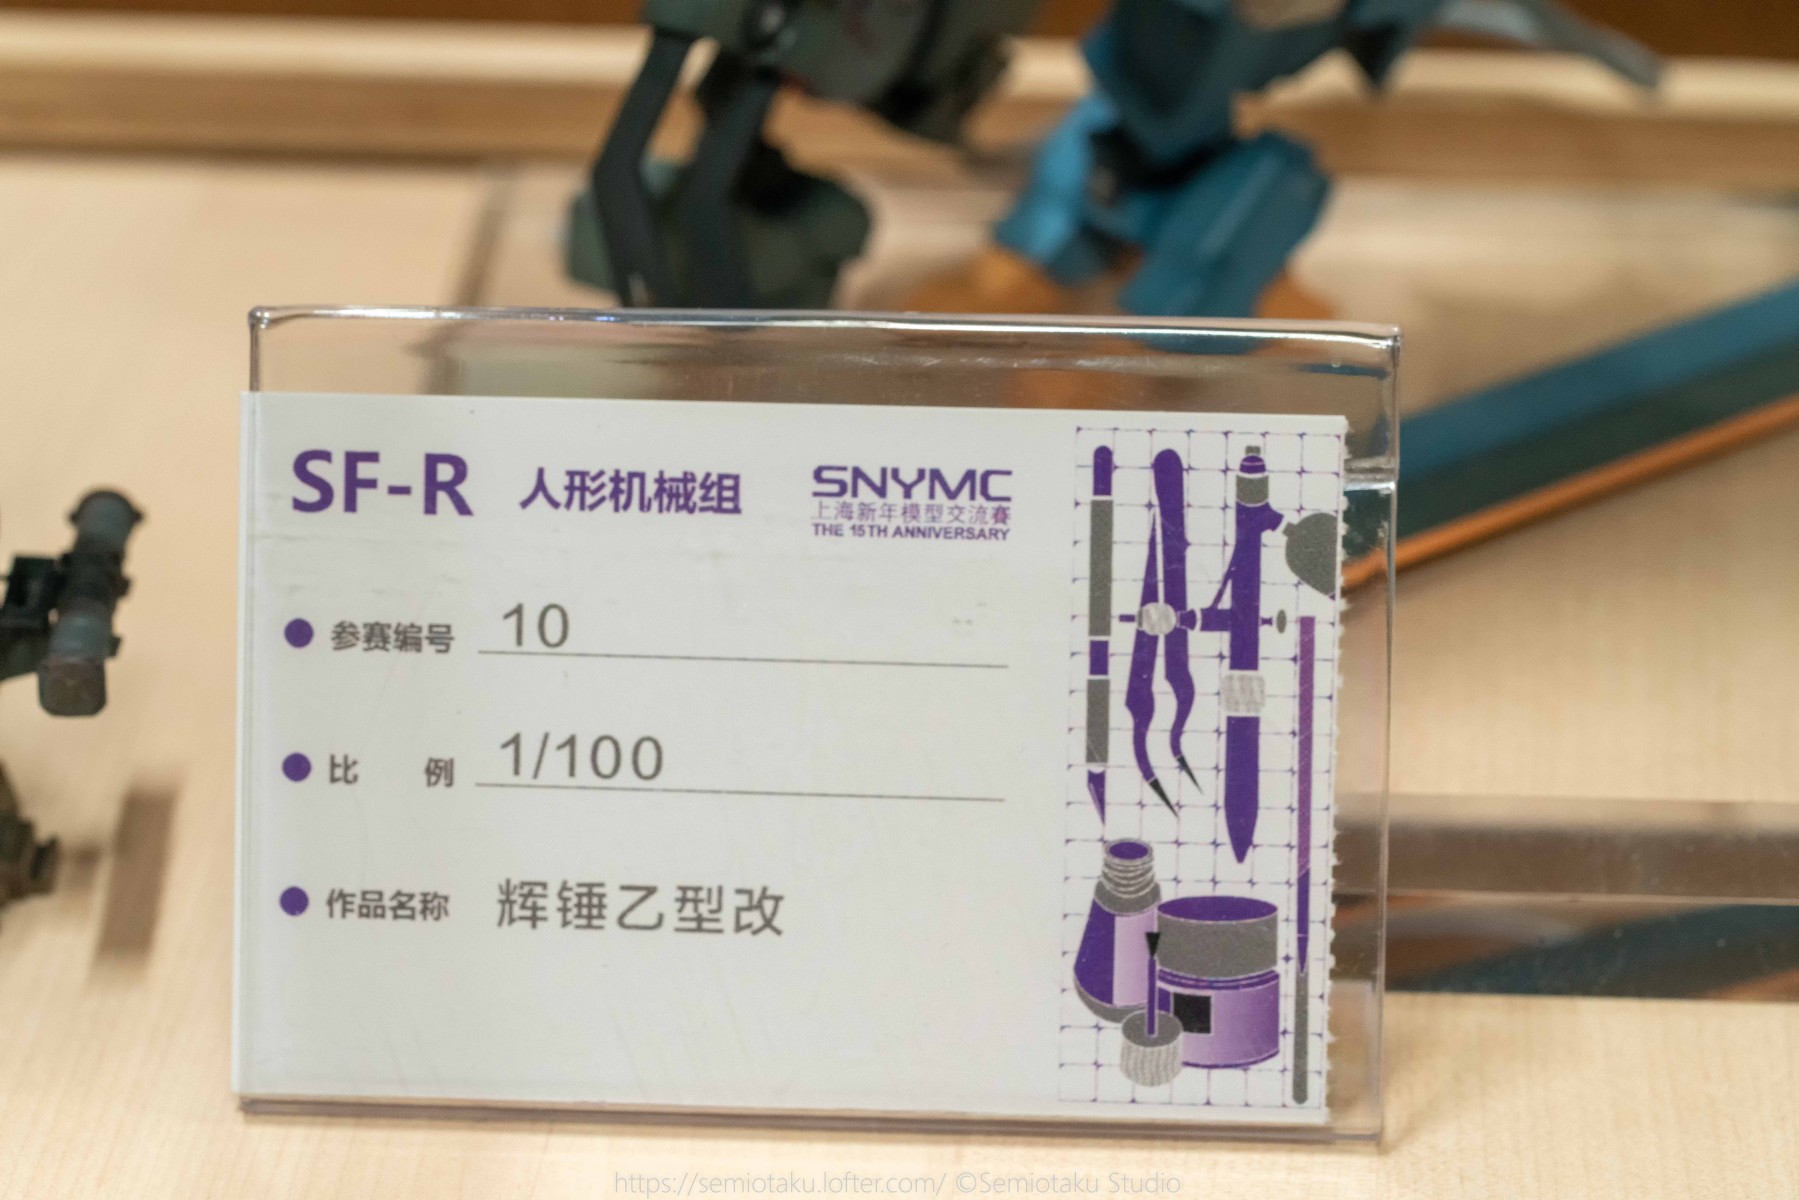 SF-R 人形机械组
SNYMC
上海新年模型交流赛
THE 15TH ANNIVERSARY
参赛编号 10
比 例 1/100
作品名称 辉锤乙型改
https://semiotaku.lofter.com/ ©Semiotaku Studio